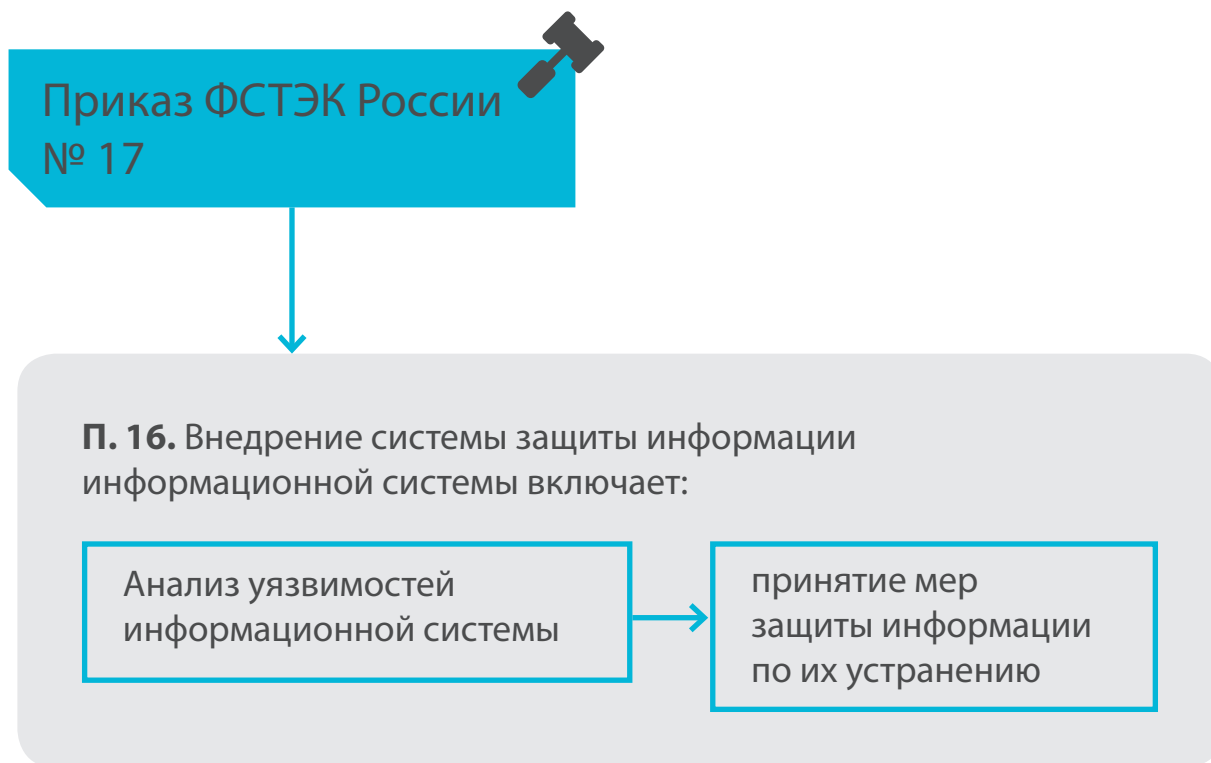 Приказ ФСТЭК России
№ 17
П. 16. Внедрение системы защиты информации
информационной системы включает:
Анализ уязвимостей
информационной системы
принятие мер
защиты информации
по их устранению